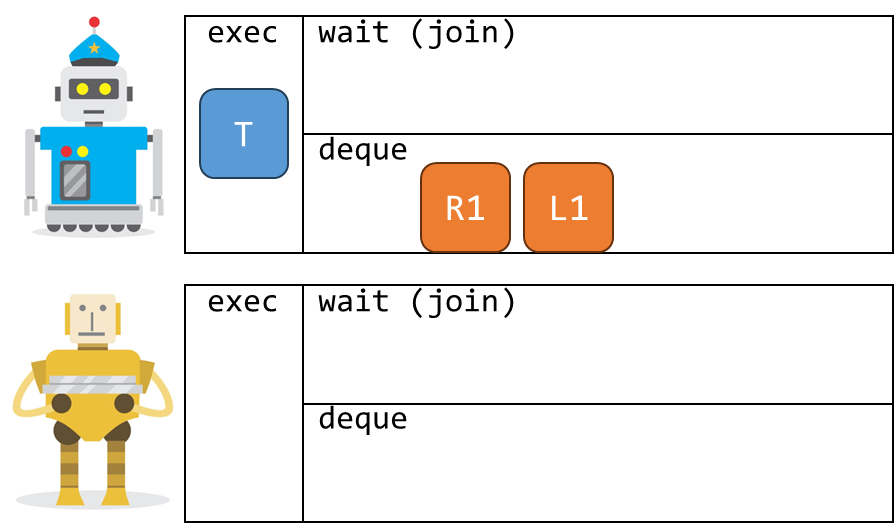 exec wait (join)
T
deque
R1 L1
exec wait (join)
deque